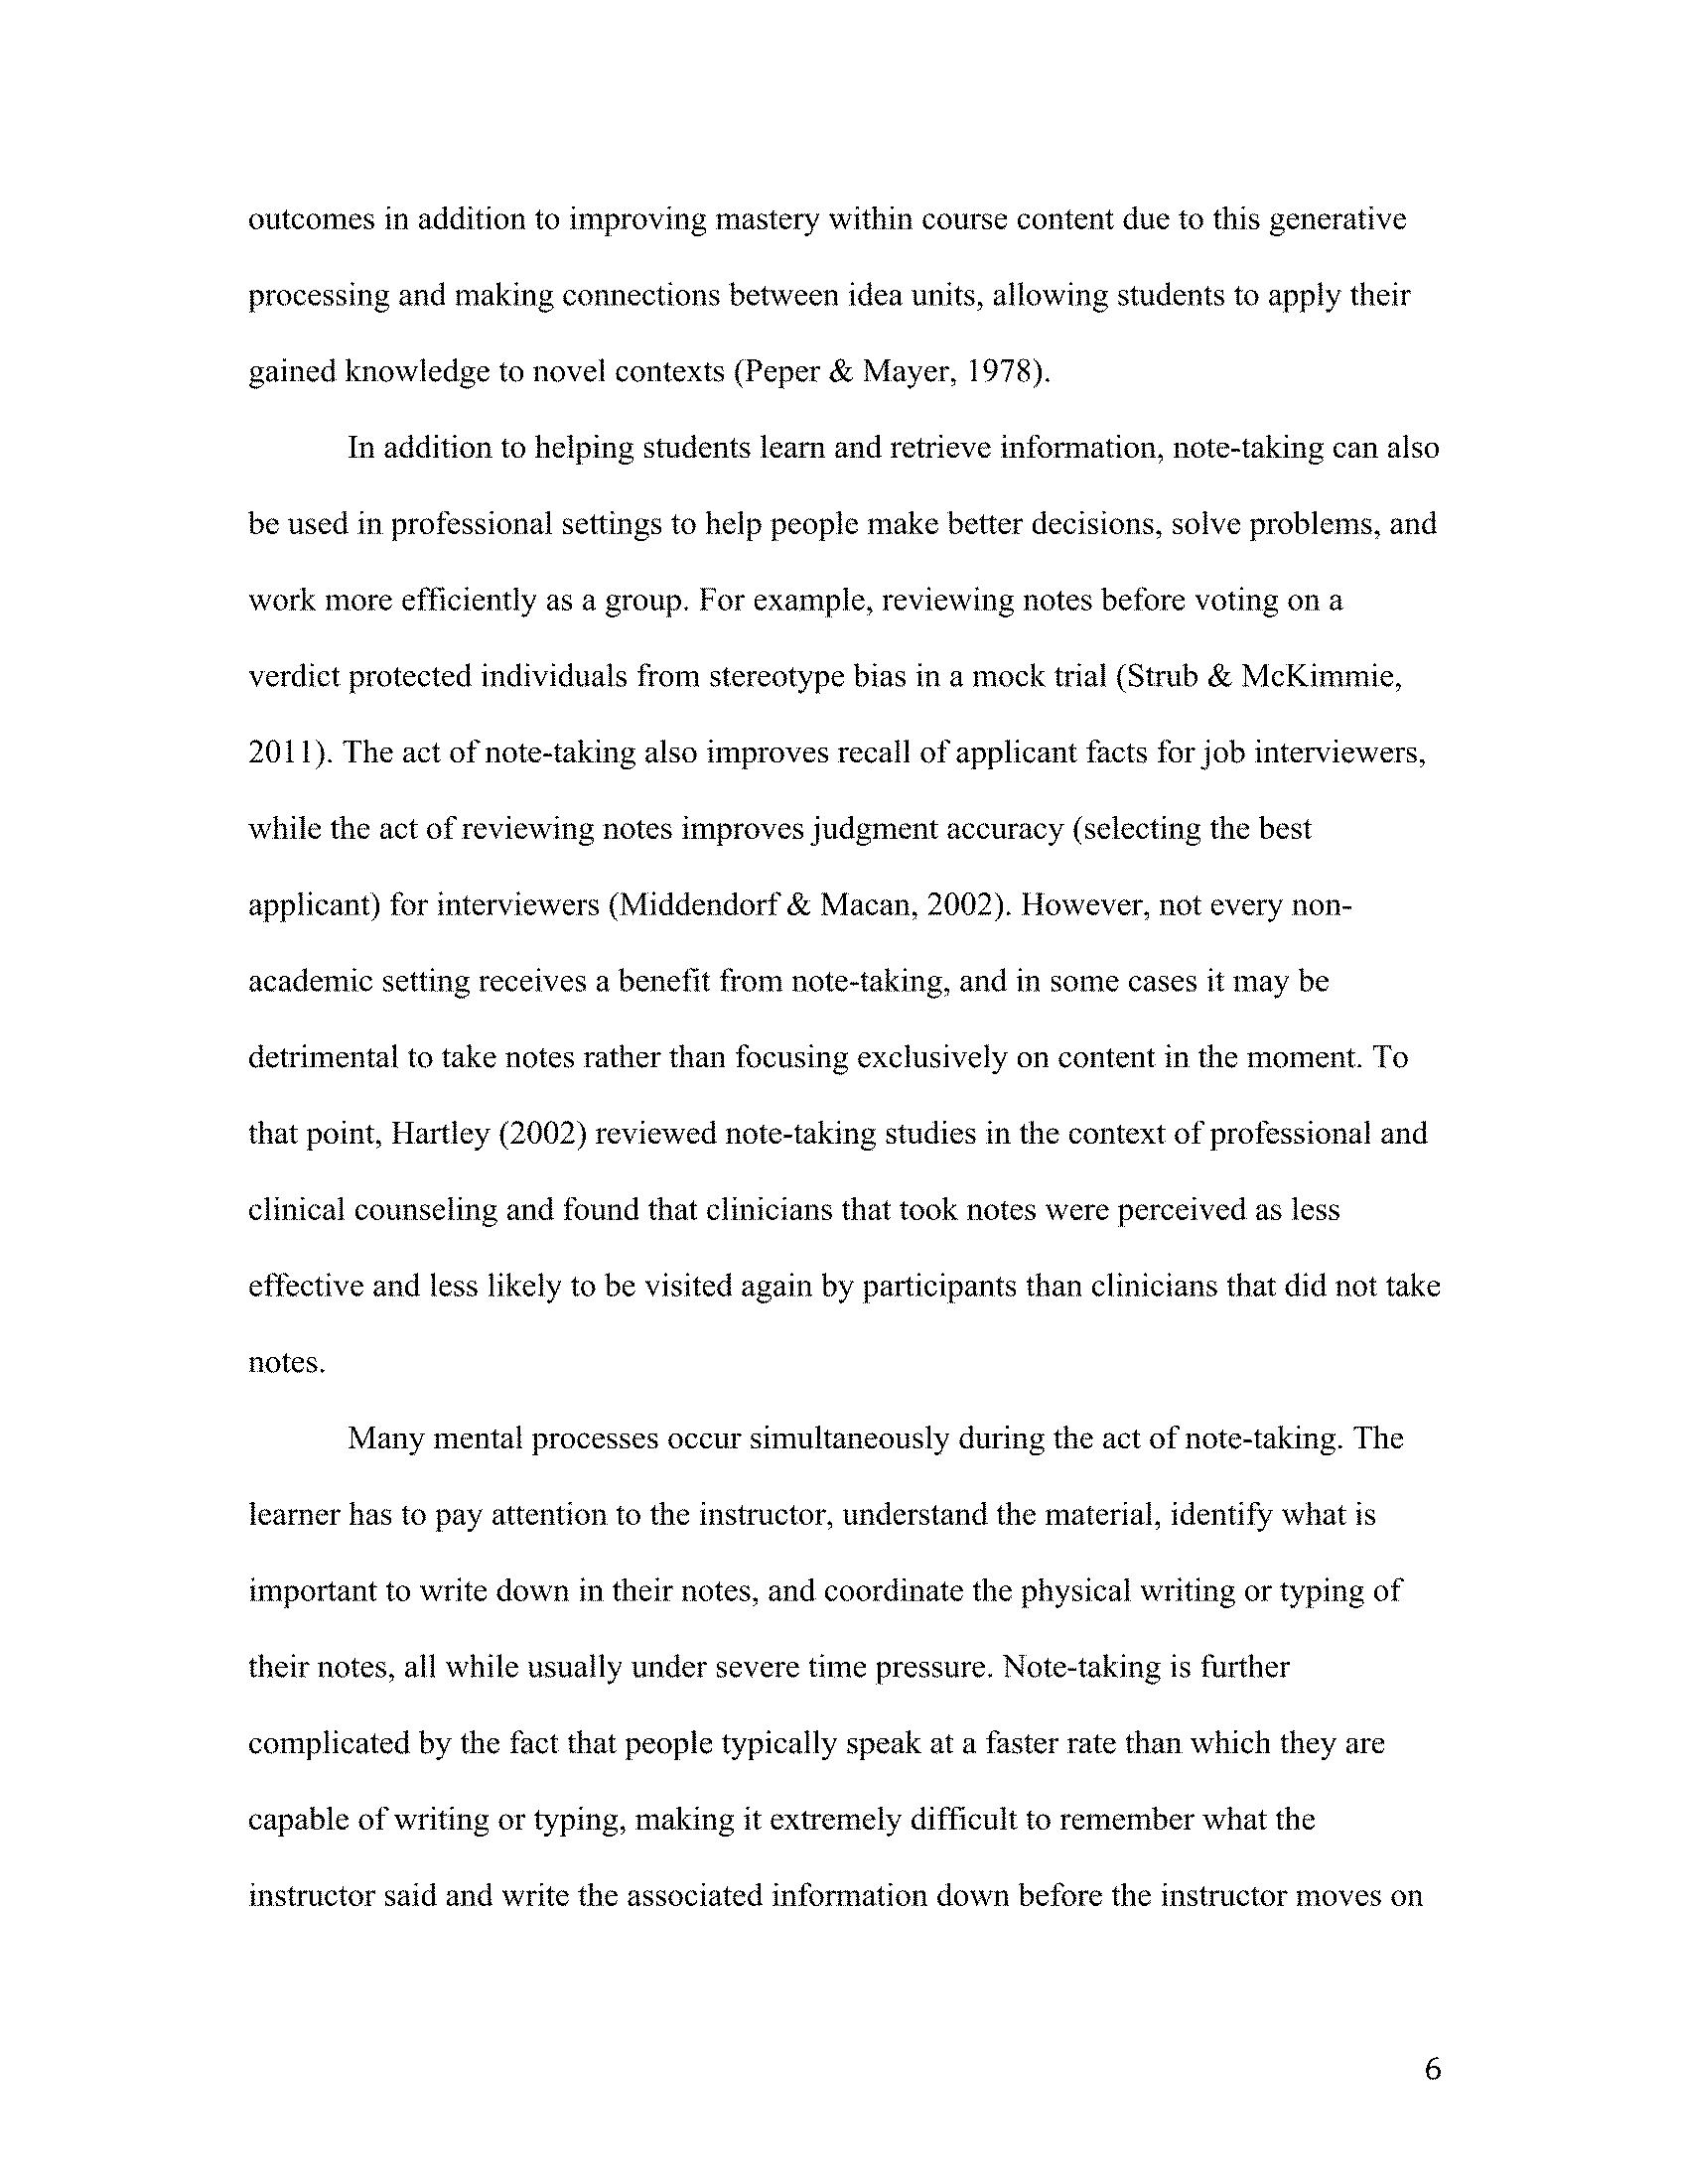 outcomes in addition to improving mastery within course content due to this generative
processing and making connections between idea units, allowing students to apply their
gained knowledge to novel contexts (Peper & Mayer, 1978).
In addition to helping students learn and retrieve information, note-taking can also
be used in professional settings to help people make better decisions, solve problems, and
work more efficiently as a group. For example, reviewing notes before voting on a
verdict protected individuals from stereotype bias in a mock trial (Strub & McKimmie,
2011). The act of note-taking also improves recall of applicant facts for job interviewers,
while the act of reviewing notes improves judgment accuracy (selecting the best
applicant) for interviewers (Middendorf & Macan, 2002). However, not every non-
academic setting receives a benefit from note-taking, and in some cases it may be
detrimental to take notes rather than focusing exclusively on content in the moment. To
that point, Hartley (2002) reviewed note-taking studies in the context of professional and
clinical counseling and found that clinicians that took notes were perceived as less
effective and less likely to be visited again by participants than clinicians that did not take
notes.
Many mental processes occur simultaneously during the act of note-taking. The
learner has to pay attention to the instructor, understand the material, identify what is
important to write down in their notes, and coordinate the physical writing or typing of
their notes, all while usually under severe time pressure. Note-taking is further
complicated by the fact that people typically speak at a faster rate than which they are
capable of writing or typing, making it extremely difficult to remember what the
instructor said and write the associated information down before the instructor moves on
6